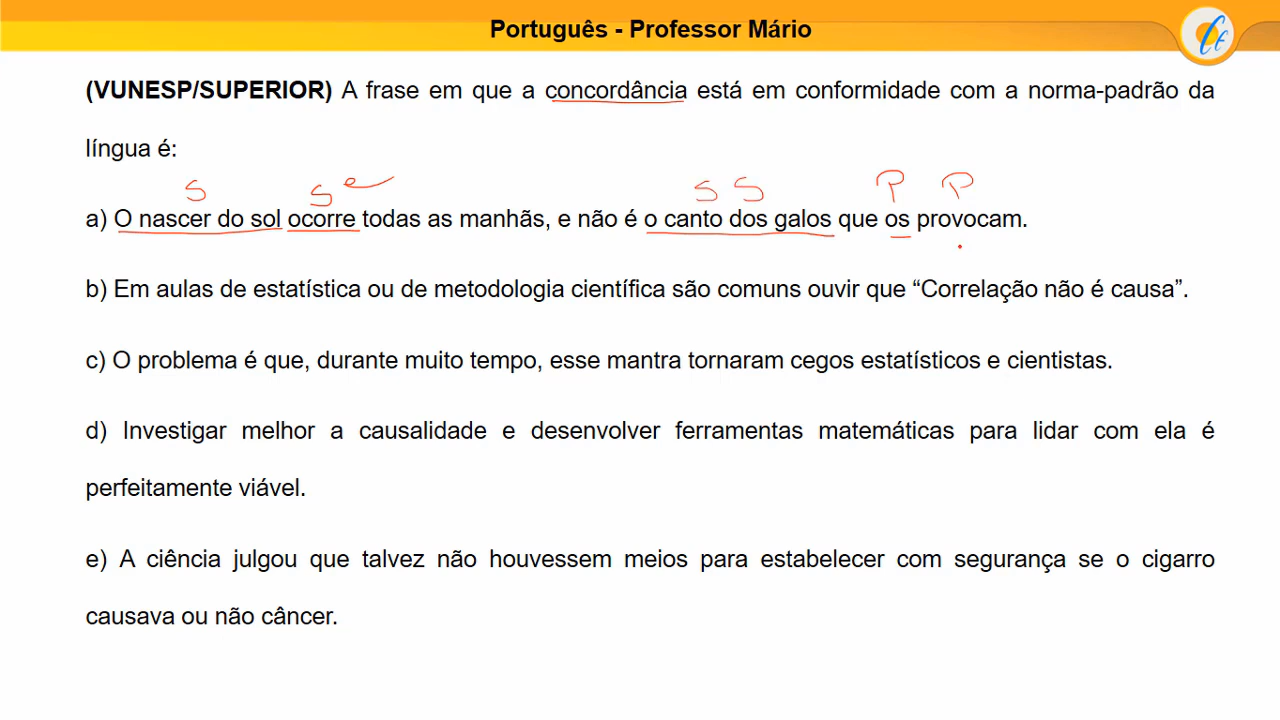 Português - Professor Mário
(VUNESP/SUPERIOR) A frase em que a concordância está em conformidade com a norma-padrão da
língua é:
S S S S P P
a) O nascer do sol ocorre todas as manhãs, e não é o canto dos galos que os provocam.
b) Em aulas de estatística ou de metodologia científica são comuns ouvir que “Correlação não é causa”.
c) O problema é que, durante muito tempo, esse mantra tornaram cegos estatísticos e cientistas.
d) Investigar melhor a causalidade e desenvolver ferramentas matemáticas para lidar com ela é
perfeitamente viável.
e) A ciência julgou que talvez não houvessem meios para estabelecer com segurança se o cigarro
causava ou não câncer.